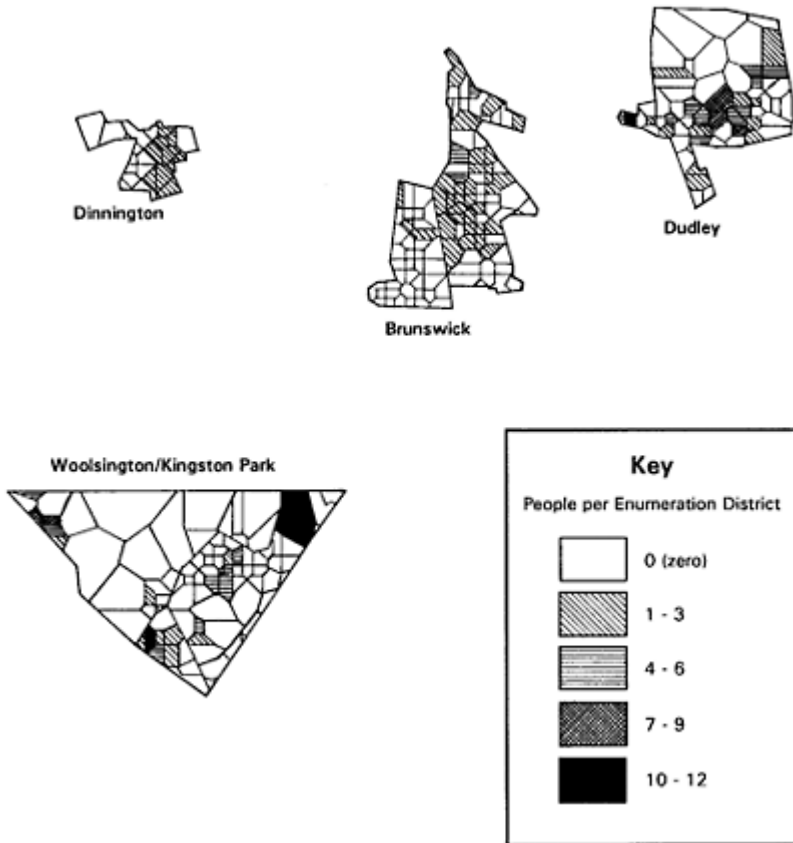 Dinnington
Brunswick
Dudley
Woolsington/Kingston Park
Key
People per Enumeration District
0 (zero)
1 - 3
4 - 6
7 - 9
10 - 12